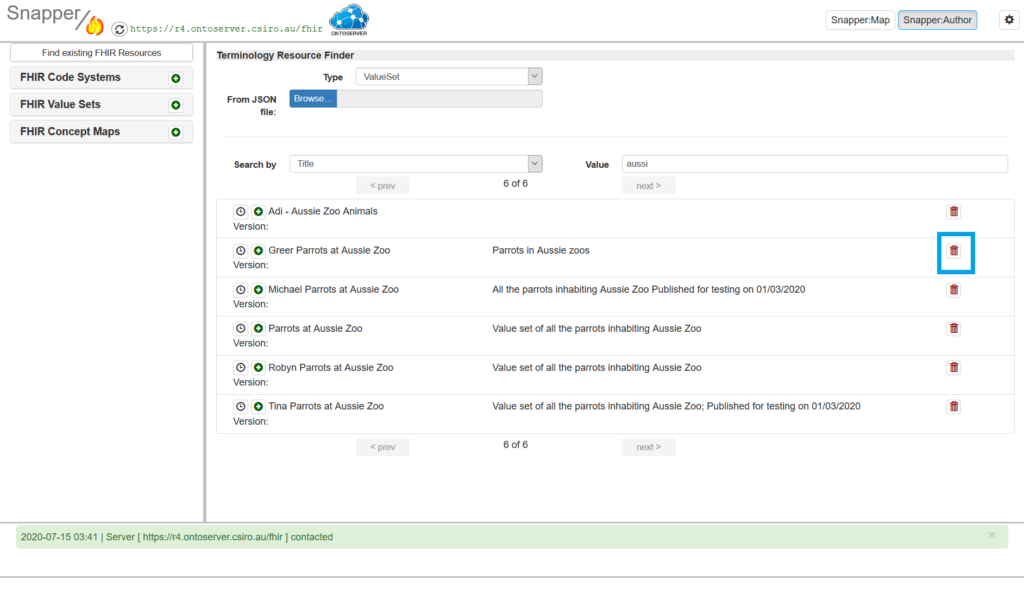 Snapper
https://r4.ontoserver.csiro.au/fhir
ONTOSERVER
Snapper:Map
Snapper:Author
Find existing FHIR Resources
FHIR Code Systems
FHIR Value Sets
FHIR Concept Maps
Terminology Resource Finder
Type
ValueSet
From JSON
file:
Browse...
Search by
Title
Value
aussi
< prev
6 of 6
next >
Adi - Aussie Zoo Animals
Version:
Greer Parrots at Aussie Zoo
Parrots in Aussie zoos
Version:
Michael Parrots at Aussie Zoo
All the parrots inhabiting Aussie Zoo Published for testing on 01/03/2020
Version:
Parrots at Aussie Zoo
Value set of all the parrots inhabiting Aussie Zoo
Version:
Robyn Parrots at Aussie Zoo
Value set of all the parrots inhabiting Aussie Zoo
Version:
Tina Parrots at Aussie Zoo
Value set of all the parrots inhabiting Aussie Zoo; Published for testing on 01/03/2020
Version:
< prev
6 of 6
next >
2020-07-15 03:41 | Server [ https://r4.ontoserver.csiro.au/fhir ] contacted